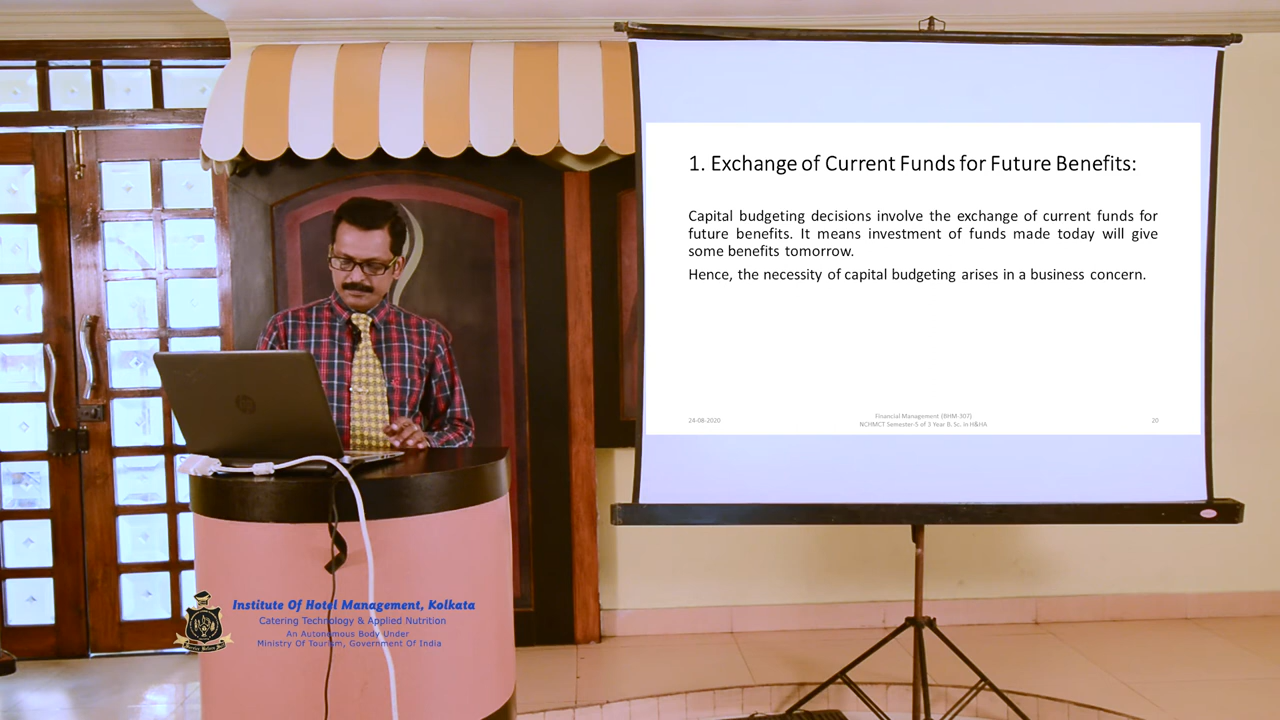 1. Exchange of Current Funds for Future Benefits:
Capital budgeting decisions involve the exchange of current funds for
future benefits. It means investment of funds made today will give
some benefits tomorrow.
Hence, the necessity of capital budgeting arises in a business concern.
24-08-2020
Financial Management (BHM-307)
NCHMCT Semester-5 of 3 Year B. Sc. in H&HA
20
Institute Of Hotel Management, Kolkata
Catering Technology & Applied Nutrition
An Autonomous Body Under
Ministry Of Tourism, Government Of India